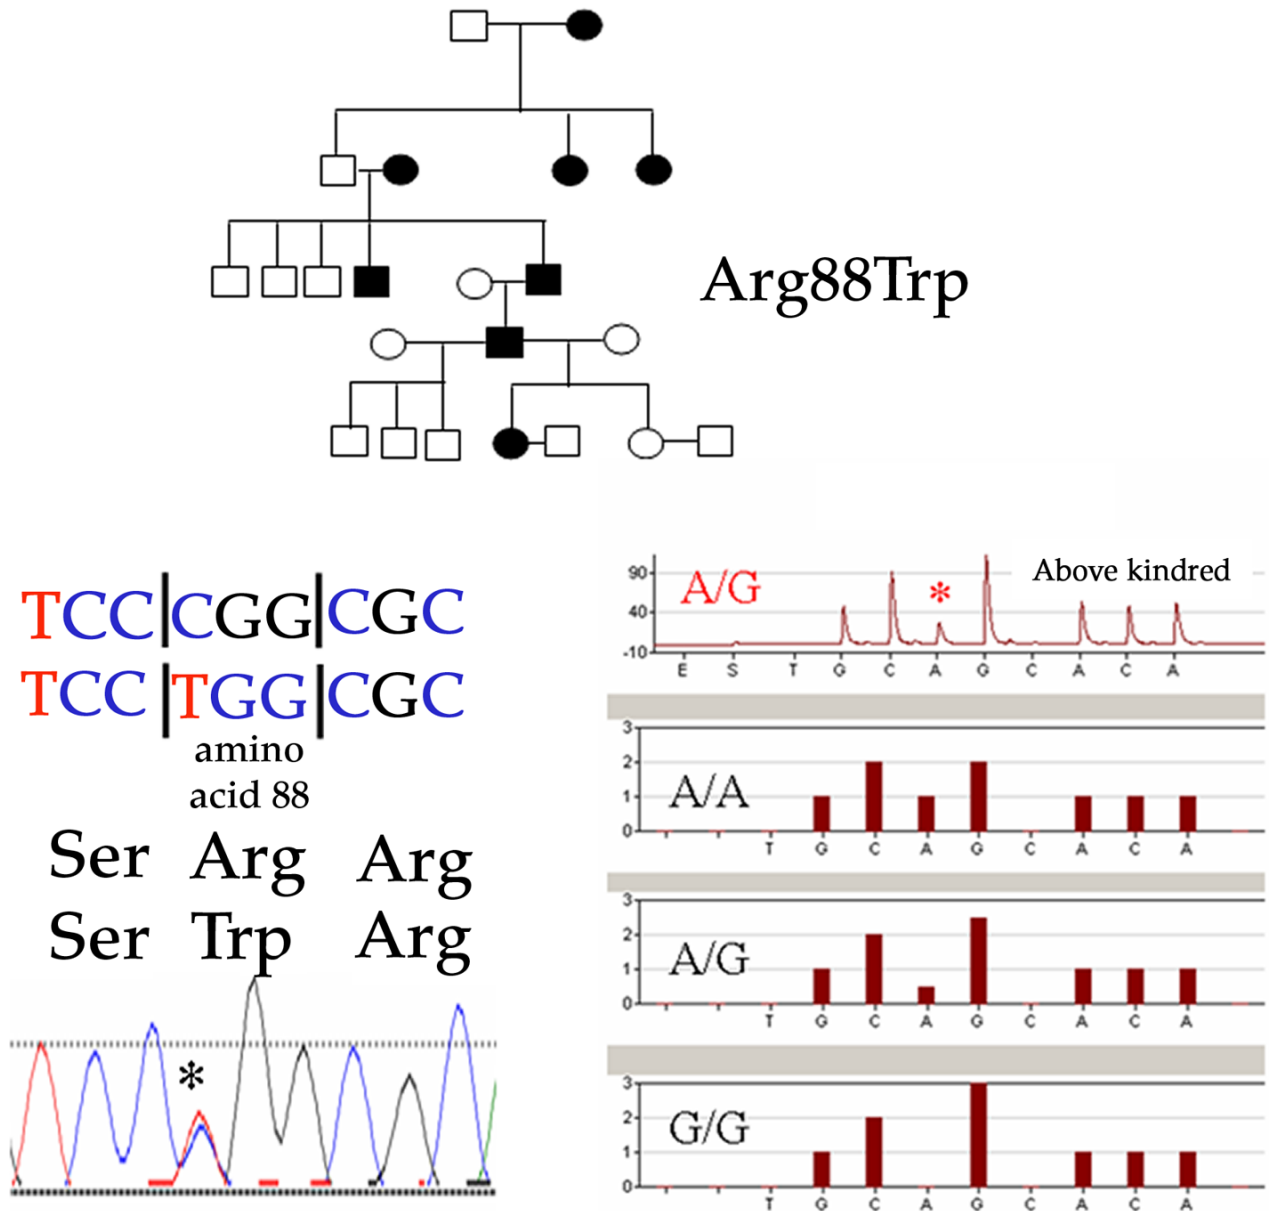 Arg88Trp
TCC|CGG|CGC
TCC|TGG|CGC
amino
acid 88
Ser Arg Arg
Ser Trp Arg
*
90
40
-10
A/G
*
Above kindred
E S T G C A G C A C A
3
2
1
0
A/A
T G C A G C A C A
3
2
1
0
A/G
T G C A G C A C A
3
2
1
0
G/G
T G C A G C A C A